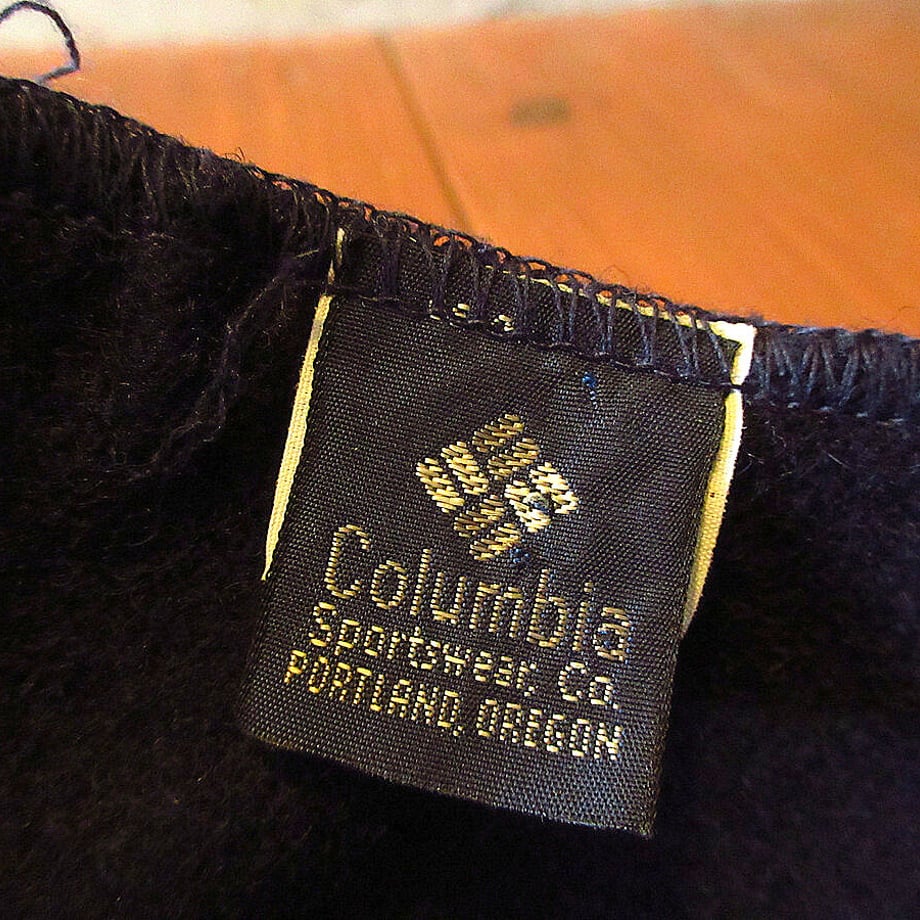 Columbia
Sportswear Co.
PORTLAND, OREGON